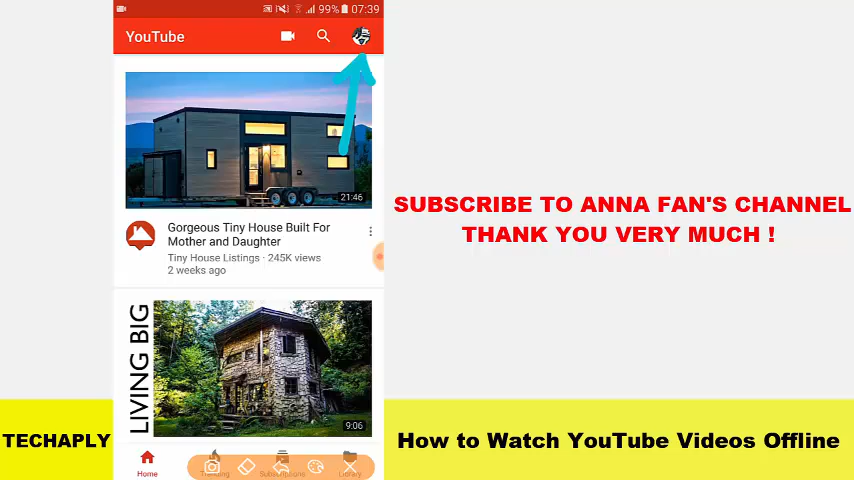 99% 07:39
YouTube
21:46
Gorgeous Tiny House Built For
Mother and Daughter
Tiny House Listings · 245K views
2 weeks ago
LIVING BIG
9:06
Home
Trending
Subscriptions
Library
SUBSCRIBE TO ANNA FAN'S CHANNEL
THANK YOU VERY MUCH !
TECHAPLY
How to Watch YouTube Videos Offline